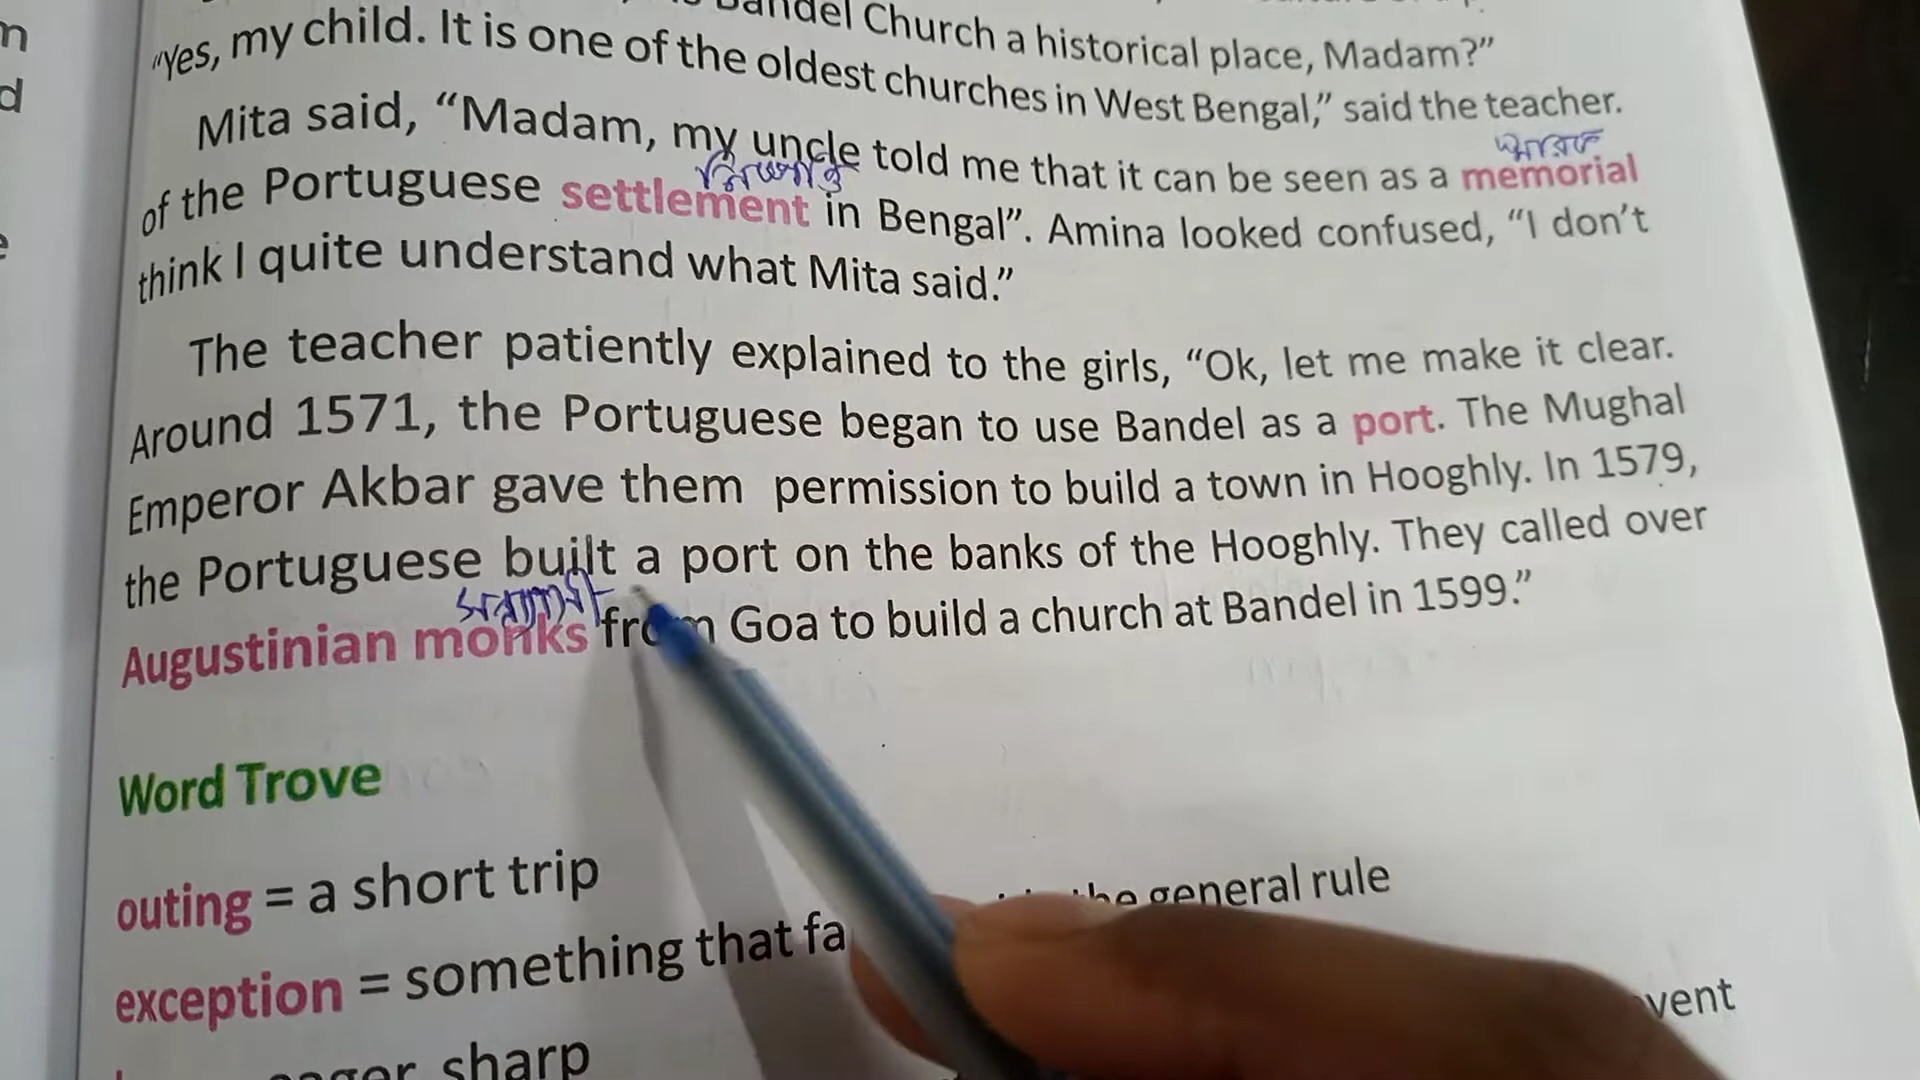 Bandel Church a historical place, Madam?”
“Yes, my child. It is one of the oldest churches in West Bengal,” said the teacher.
Mita said, “Madam, my uncle told me that it can be seen as a memorial
of the Portuguese settlement in Bengal”. Amina looked confused, “I don’t
think I quite understand what Mita said.”
The teacher patiently explained to the girls, “Ok, let me make it clear.
Around 1571, the Portuguese began to use Bandel as a port. The Mughal
Emperor Akbar gave them permission to build a town in Hooghly. In 1579,
the Portuguese built a port on the banks of the Hooghly. They called over
Augustinian monks from Goa to build a church at Bandel in 1599.”
Word Trove
outing = a short trip
exception = something that the general rule
sharp